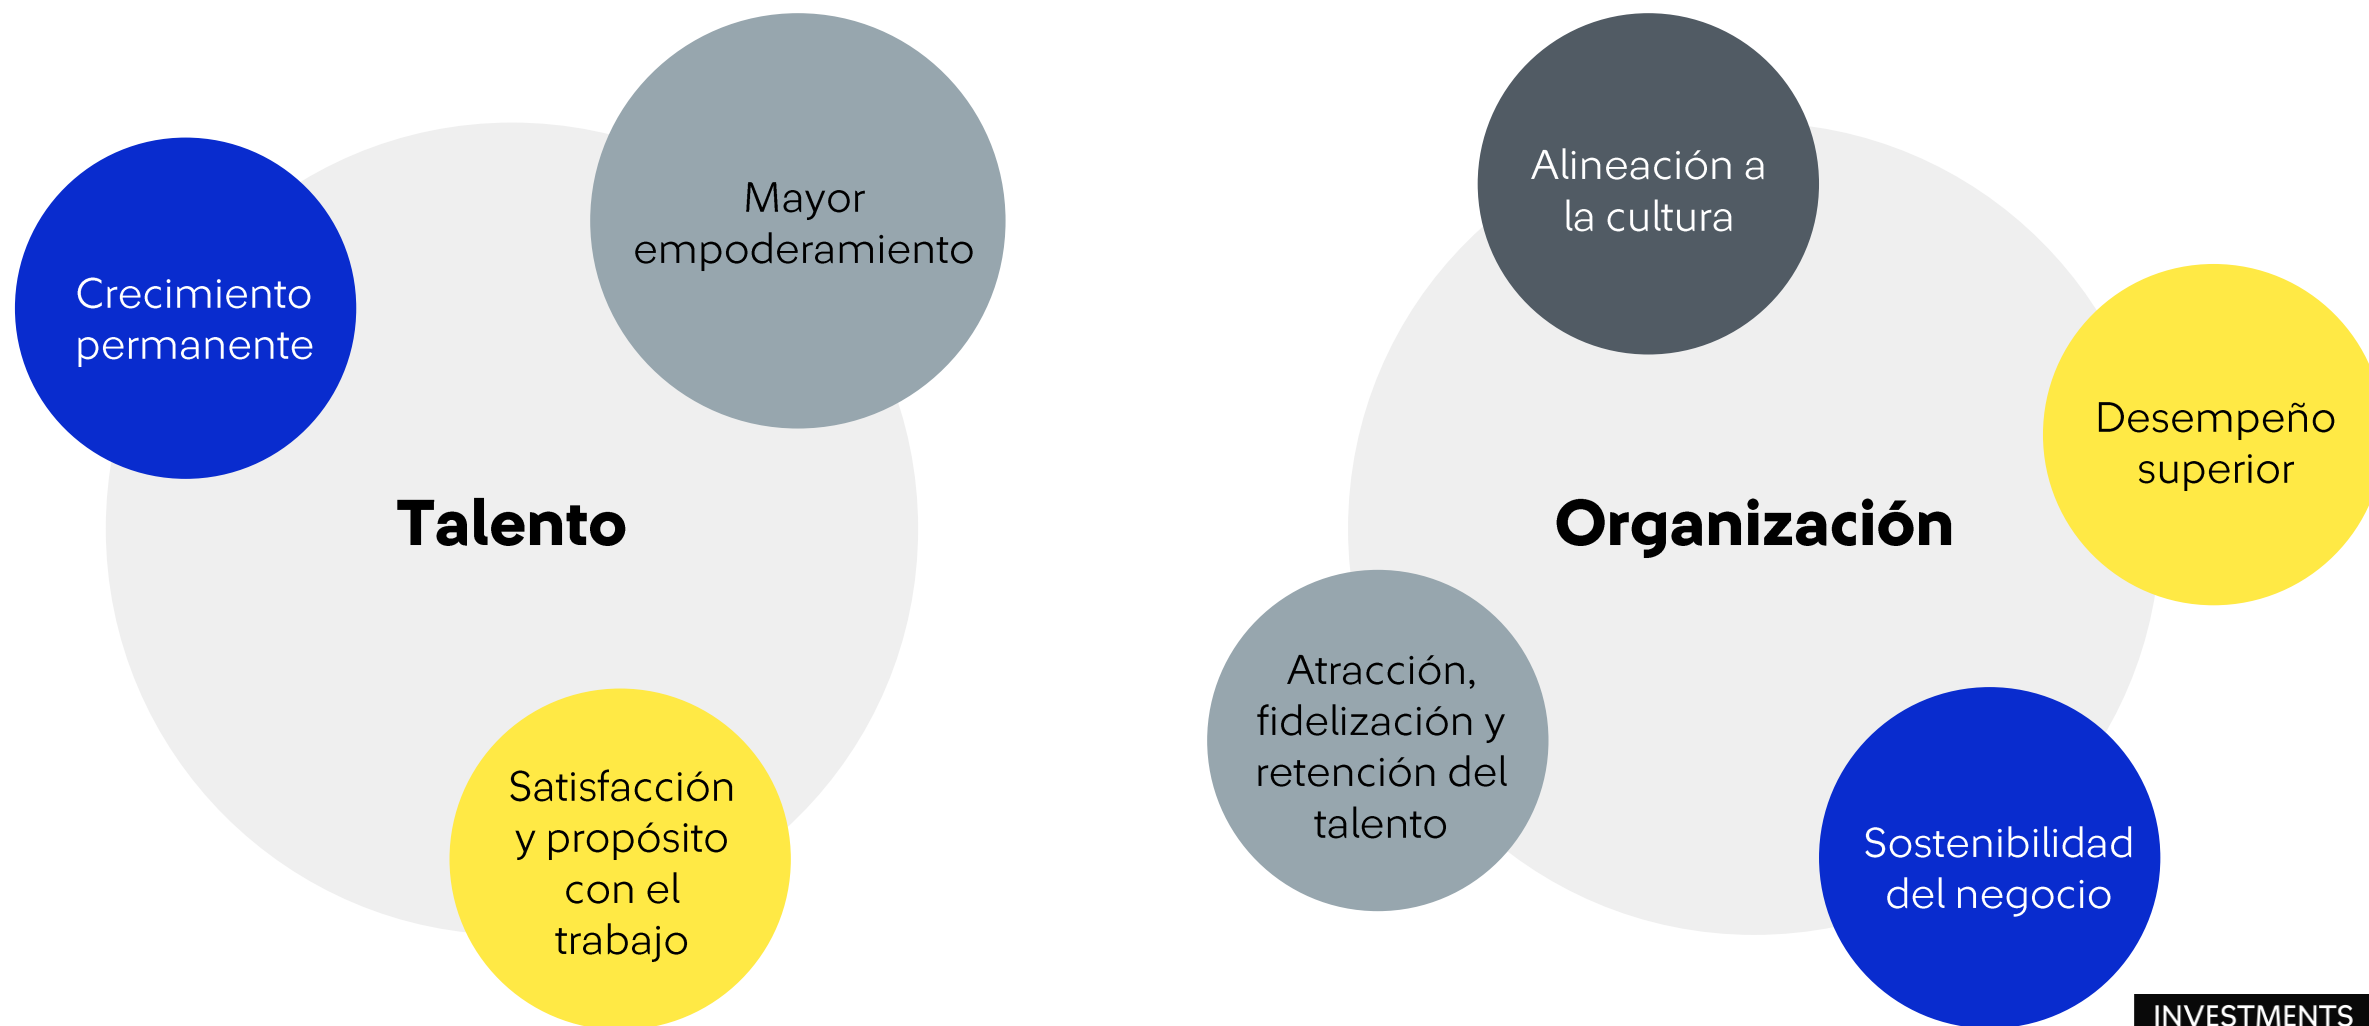 Crecimiento
permanente
Mayor
empoderamiento
Talento
Satisfacción
y propósito
con el
trabajo
Alineación a
la cultura
Desempeño
superior
Organización
Atracción,
fidelización y
retención del
talento
Sostenibilidad
del negocio
INVESTMENTS